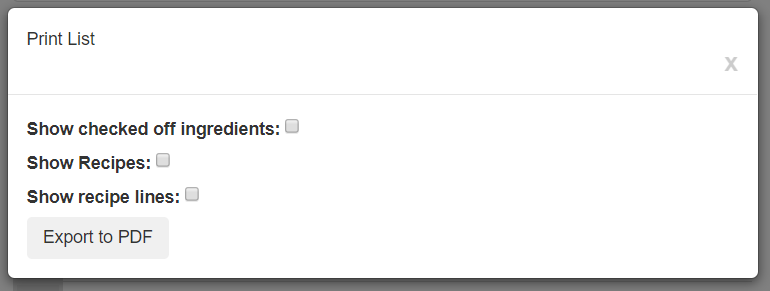 Print List
x
Show checked off ingredients:
Show Recipes:
Show recipe lines:
Export to PDF